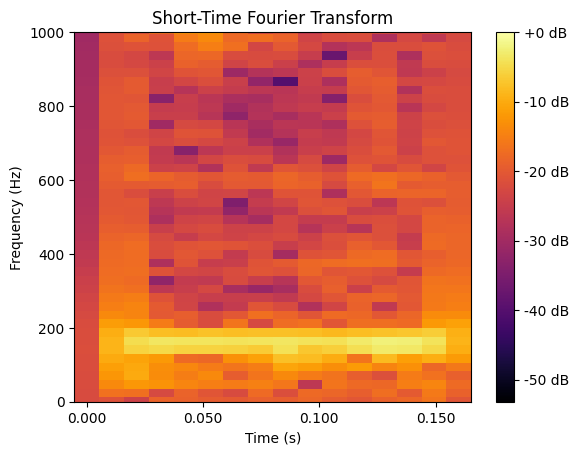 Short-Time Fourier Transform
Frequency (Hz)
1000
800
600
400
200
0
0.000
0.050
0.100
0.150
Time (s)
+0 dB
-10 dB
-20 dB
-30 dB
-40 dB
-50 dB